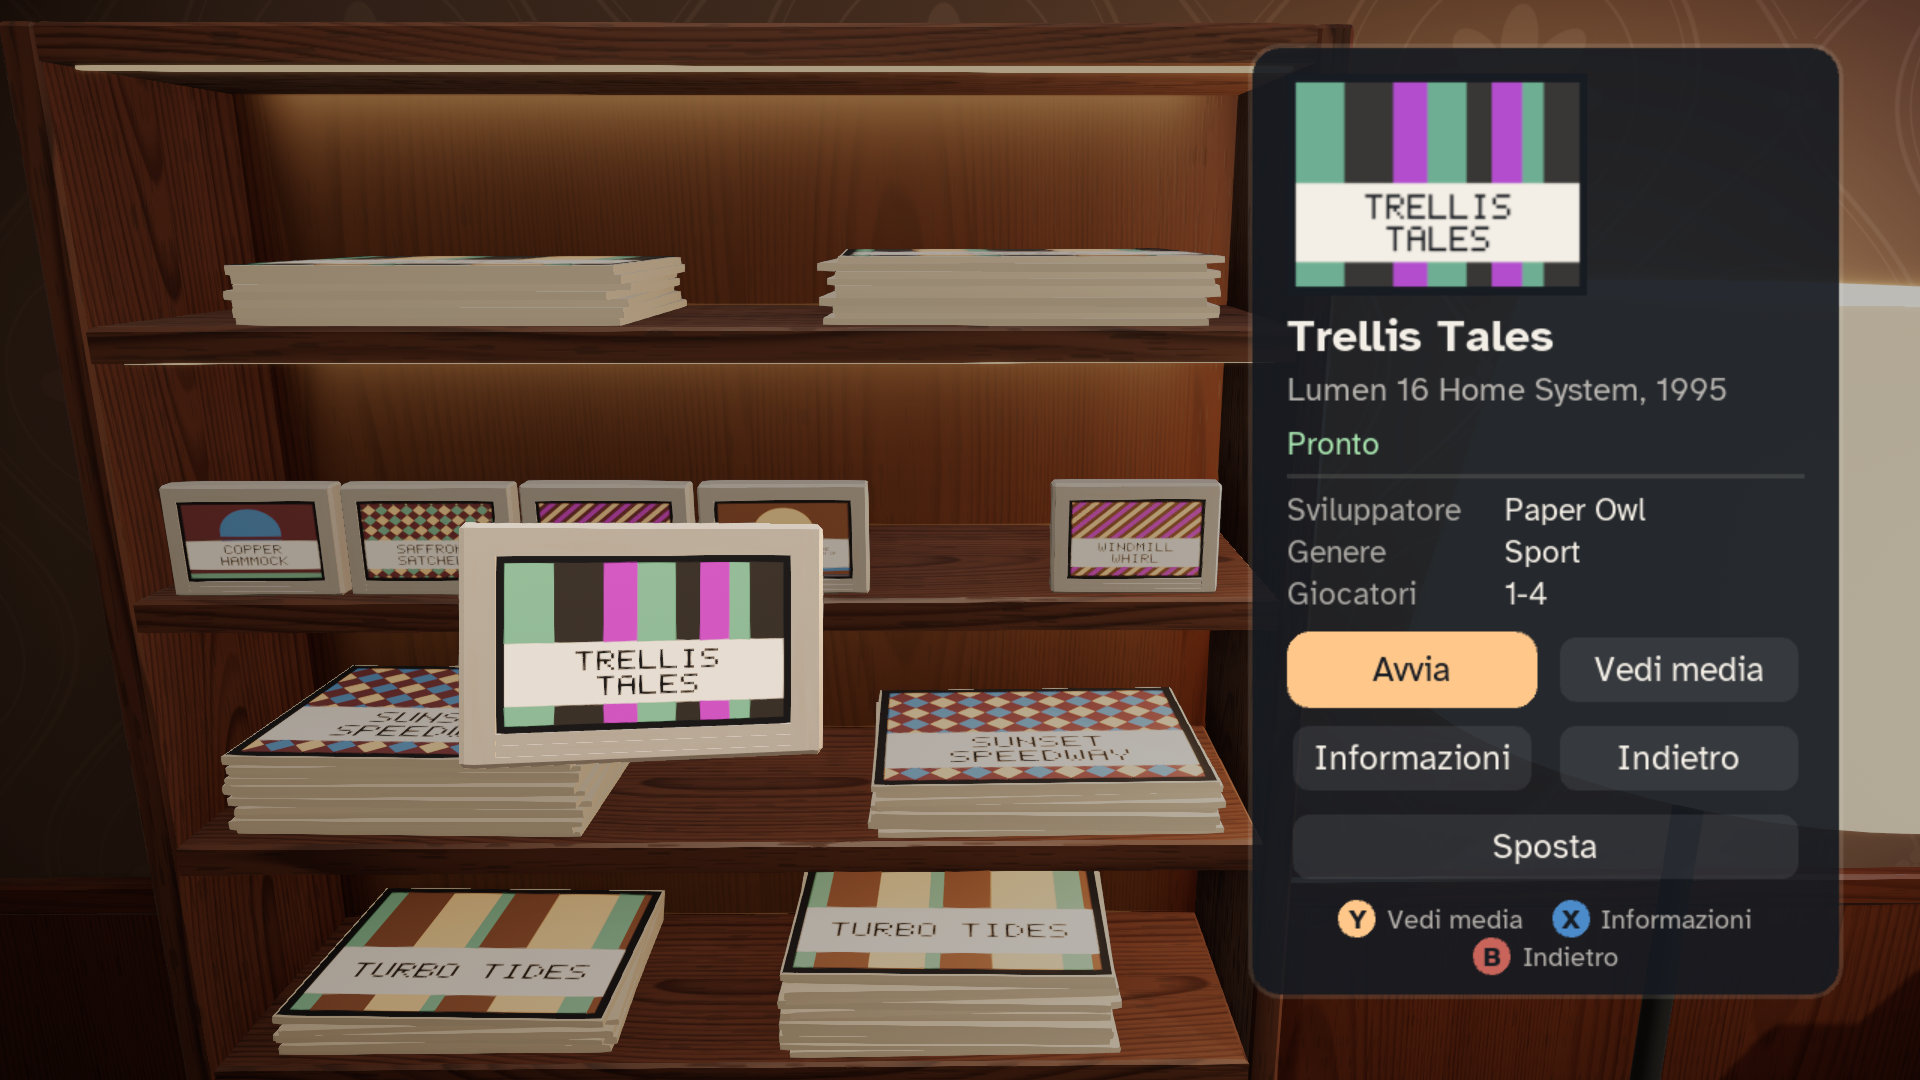 COPPER
HAMMOCK
SAFFRON
SATCHEL
WINDMILL
WHIRL
TRELLIS
TALES
SUNSET
SPEEDWAY
TURBO TIDES
TURBO TIDES
TRELLIS
TALES
Trellis Tales
Lumen 16 Home System, 1995
Pronto
Sviluppatore Paper Owl
Genere Sport
Giocatori 1-4
Avvia Vedi media
Informazioni Indietro
Sposta
Y Vedi media X Informazioni
B Indietro